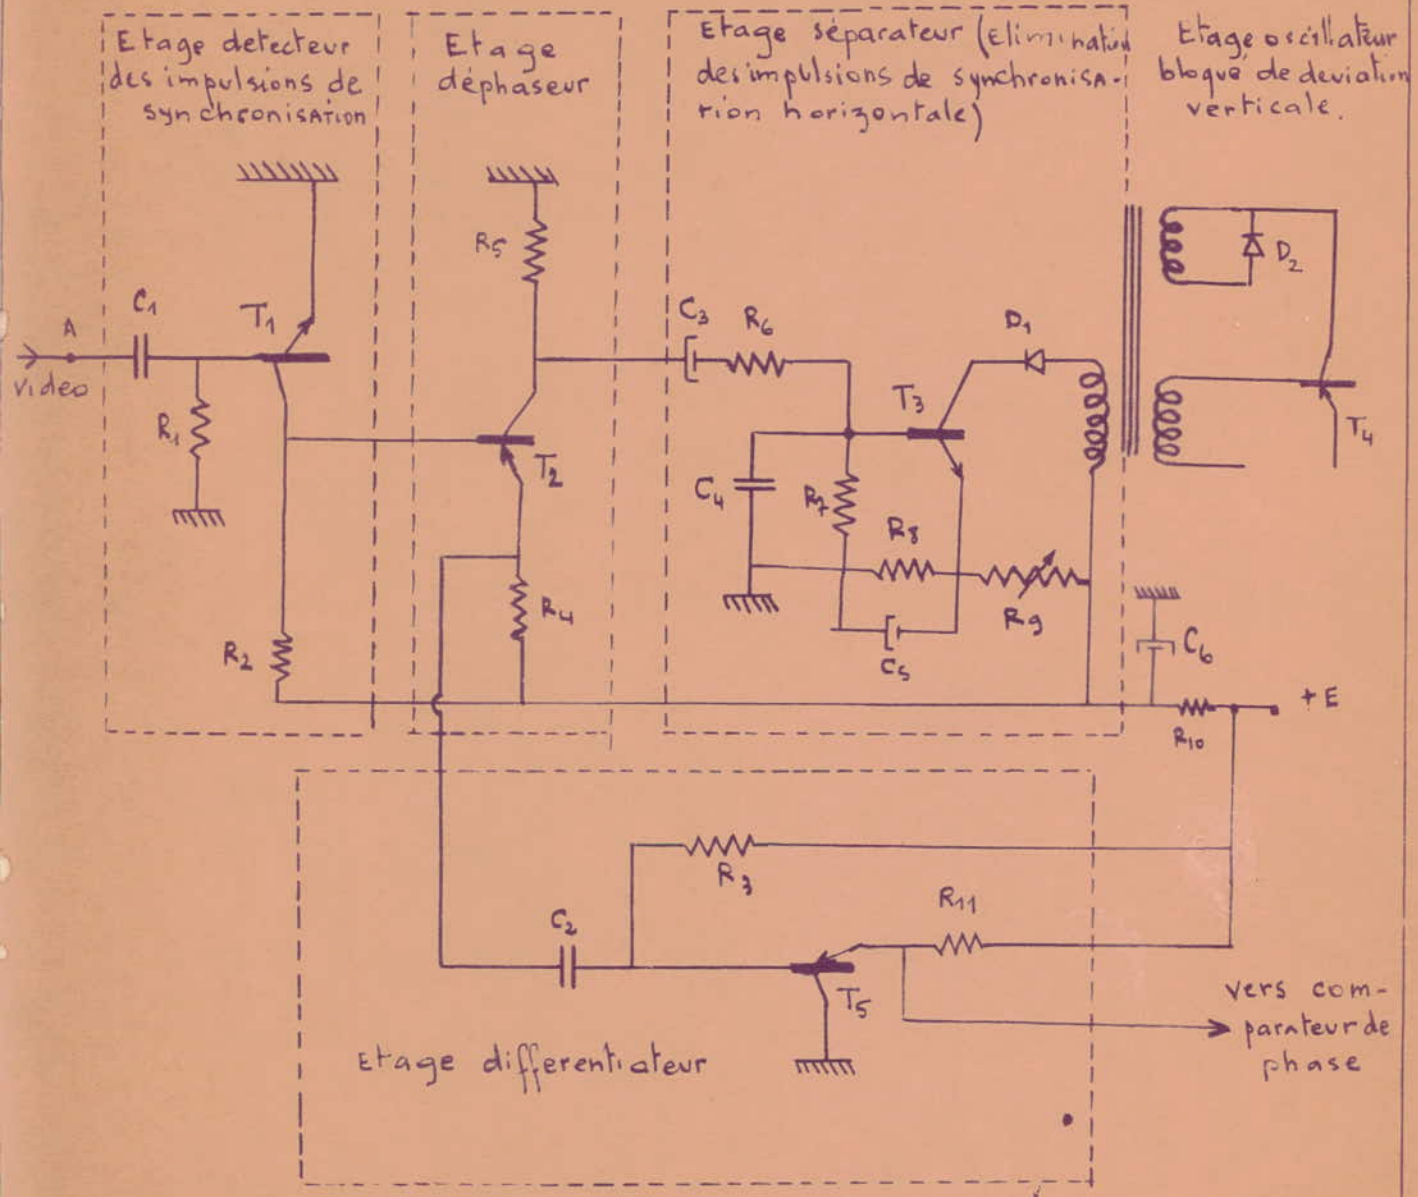 Etage detecteur
des impulsions de
synchronisation
Etage
déphaseur
Etage séparateur (Elimination
des impulsions de synchronisa-
tion horizontale)
Etage oscillateur
bloqué de deviation
verticale.
R5
C1
T1
A
Video
R1
C3
R6
D1
D2
T3
T4
T2
C4
R7
R8
R4
R9
R2
C5
C6
+E
R10
R3
C2
R11
T5
vers com-
parateur de
phase
Etage differentiateur